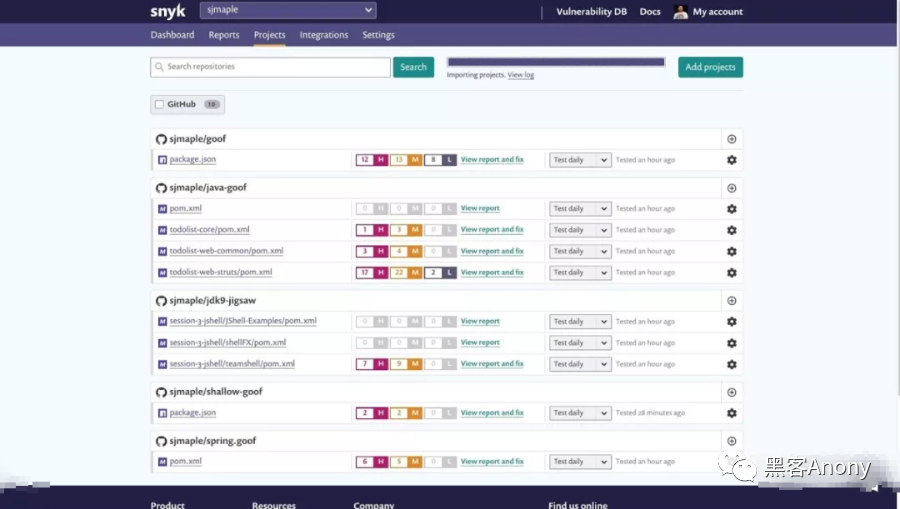 snyk sjmaple Vulnerability DB Docs My account
Dashboard Reports Projects Integrations Settings
Search repositories Search Add projects
Importing projects. View log
GitHub 10
sjmaple/goof
package.json 12 H 13 M 8 L View report and fix Test daily Tested an hour ago
sjmaple/java-goof
pom.xml 0 H 0 M 0 L View report Test daily Tested an hour ago
todolist-core/pom.xml 1 H 3 M 0 L View report and fix Test daily Tested an hour ago
todolist-web-common/pom.xml 3 H 4 M 0 L View report and fix Test daily Tested an hour ago
todolist-web-struts/pom.xml 17 H 22 M 2 L View report and fix Test daily Tested an hour ago
sjmaple/jdk9-jigsaw
session-3-jshell/JShell-Examples/pom.xml 0 H 0 M 0 L View report Test daily Tested an hour ago
session-3-jshell/shellFX/pom.xml 0 H 0 M 0 L View report Test daily Tested an hour ago
session-3-jshell/teamshell/pom.xml 7 H 9 M 0 L View report and fix Test daily Tested an hour ago
sjmaple/shallow-goof
package.json 2 H 2 M 0 L View report and fix Test daily Tested 28 minutes ago
sjmaple/spring.goof
pom.xml 6 H 5 M 0 L View report and fix Test daily Tested an hour ago
黑客Anony
Product Resources Company Find us online